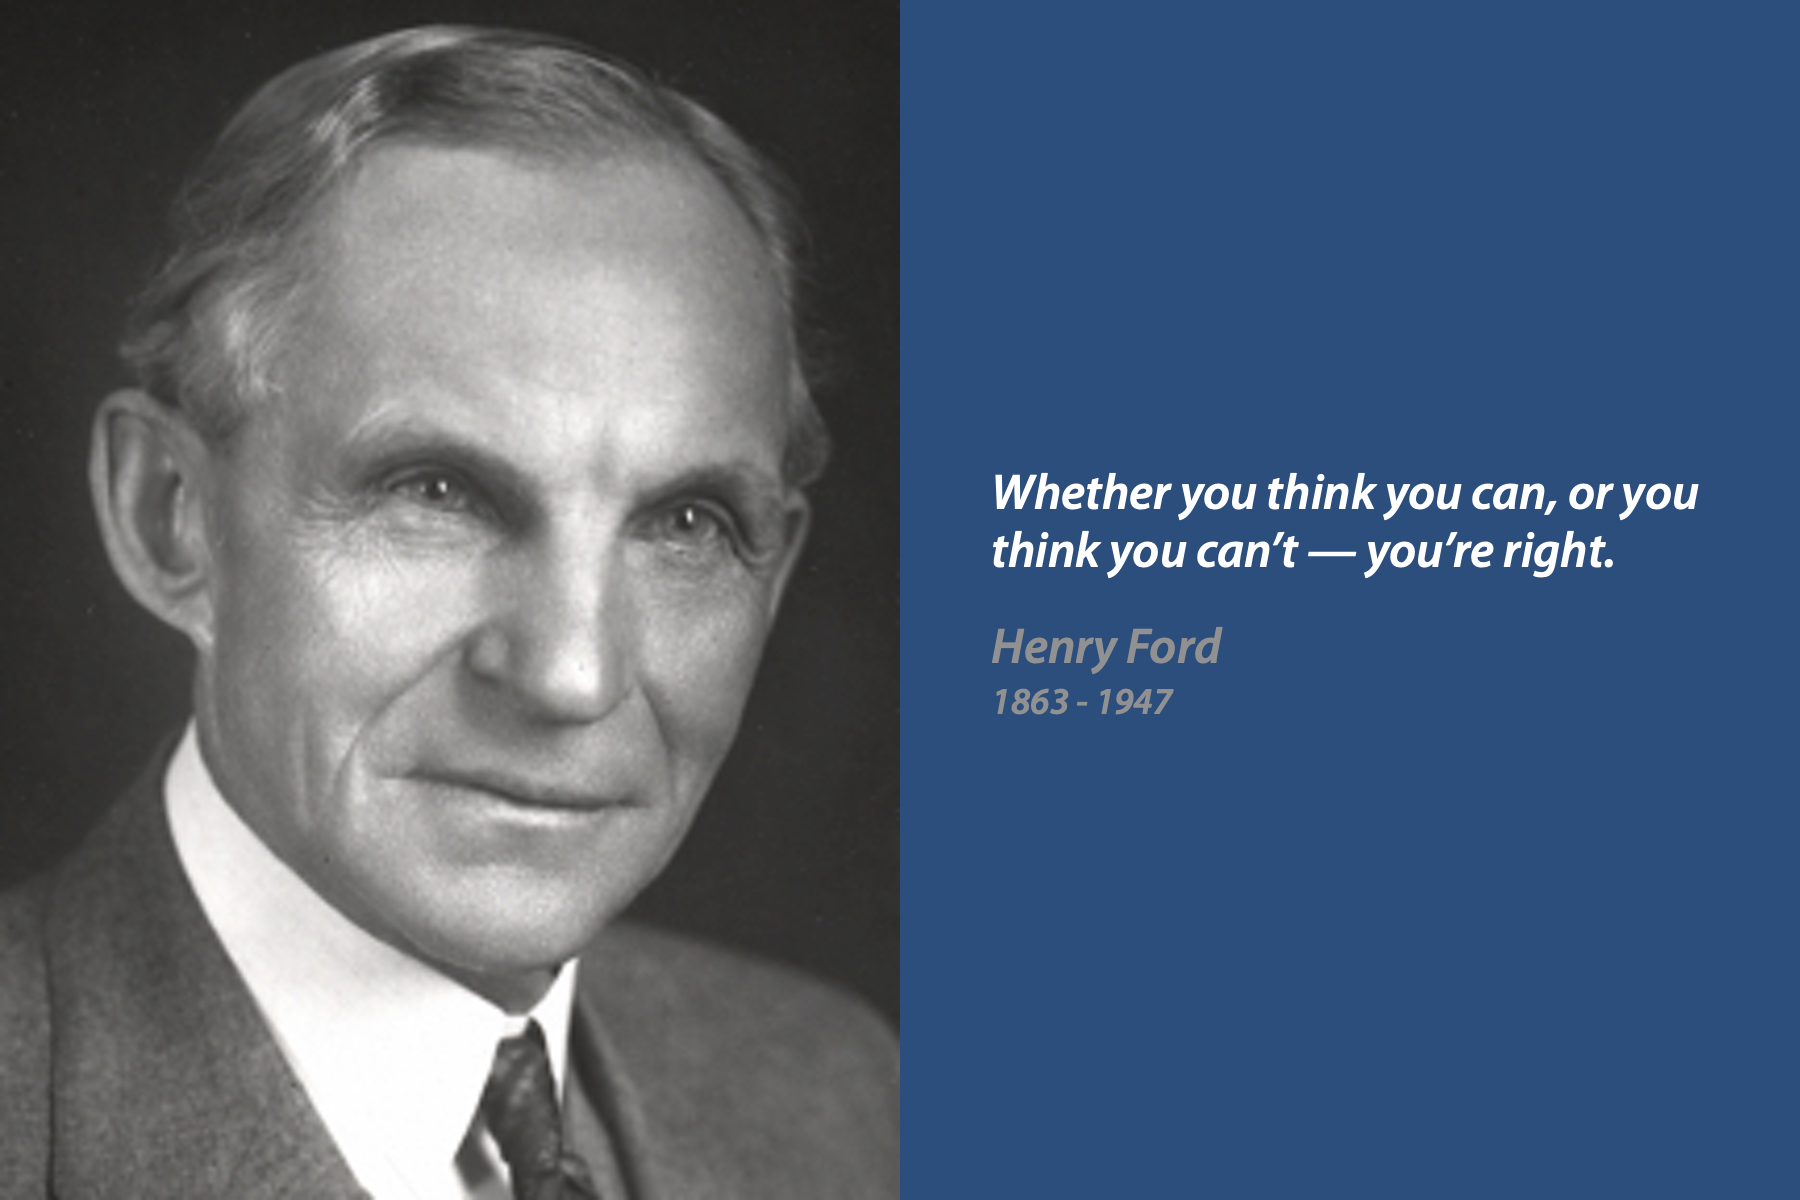 Whether you think you can, or you
think you can’t — you’re right.
Henry Ford
1863 - 1947